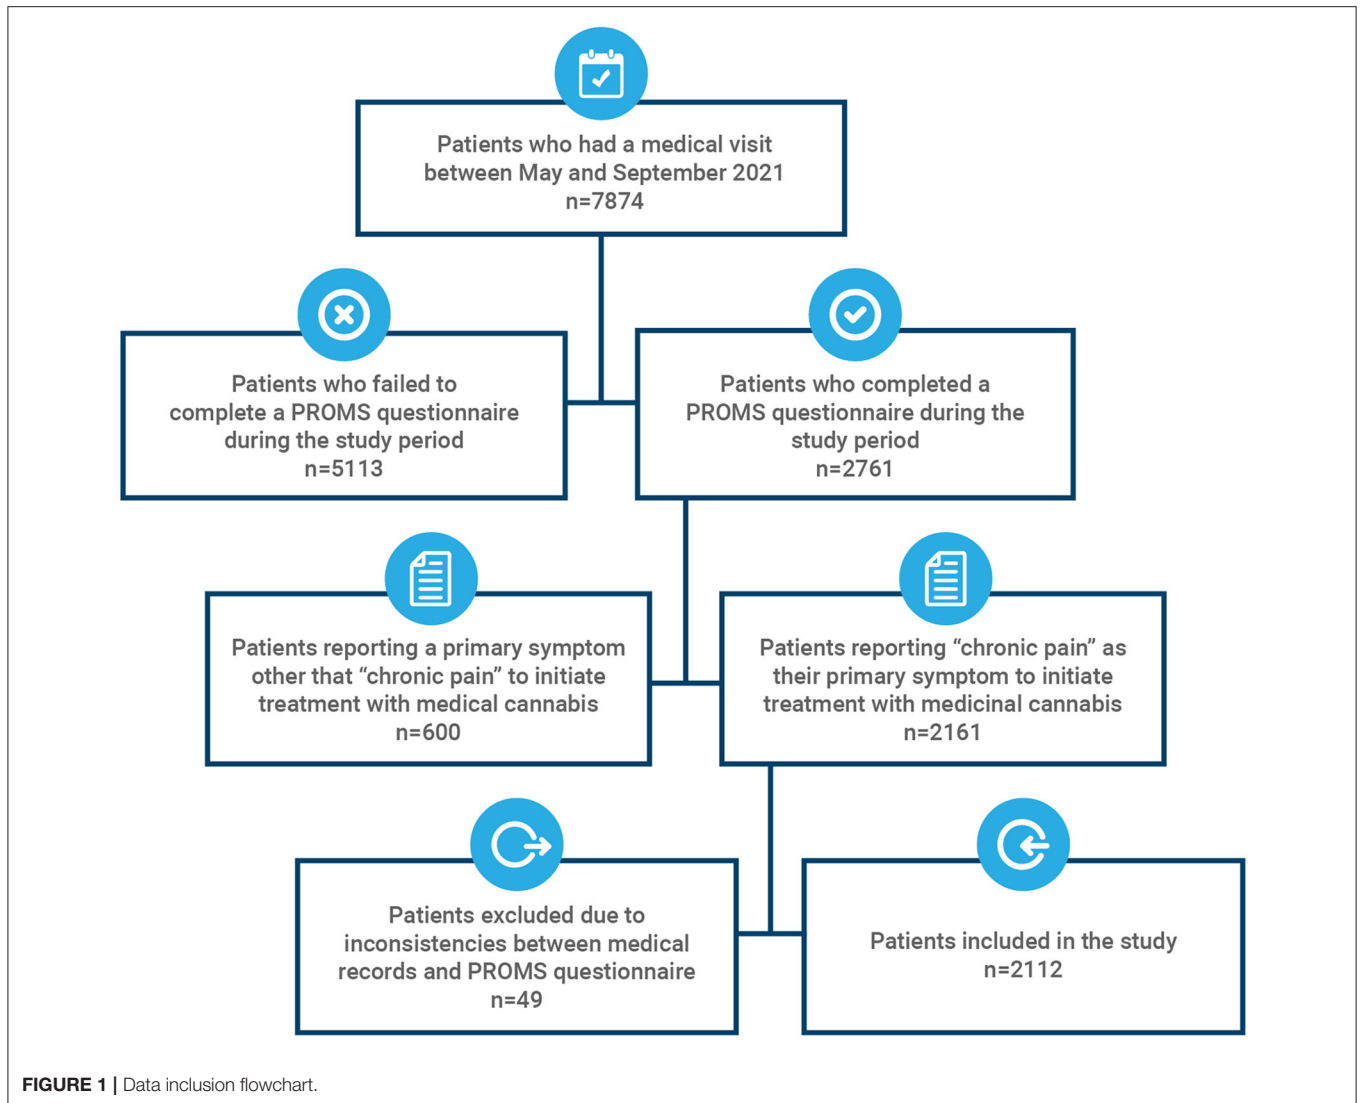 Patients who had a medical visit
between May and September 2021
n=7874
Patients who failed to
complete a PROMS questionnaire
during the study period
n=5113
Patients who completed a
PROMS questionnaire during the
study period
n=2761
Patients reporting a primary symptom
other that “chronic pain” to initiate
treatment with medical cannabis
n=600
Patients reporting “chronic pain” as
their primary symptom to initiate
treatment with medicinal cannabis
n=2161
Patients excluded due to
inconsistencies between medical
records and PROMS questionnaire
n=49
Patients included in the study
n=2112
FIGURE 1 | Data inclusion flowchart.